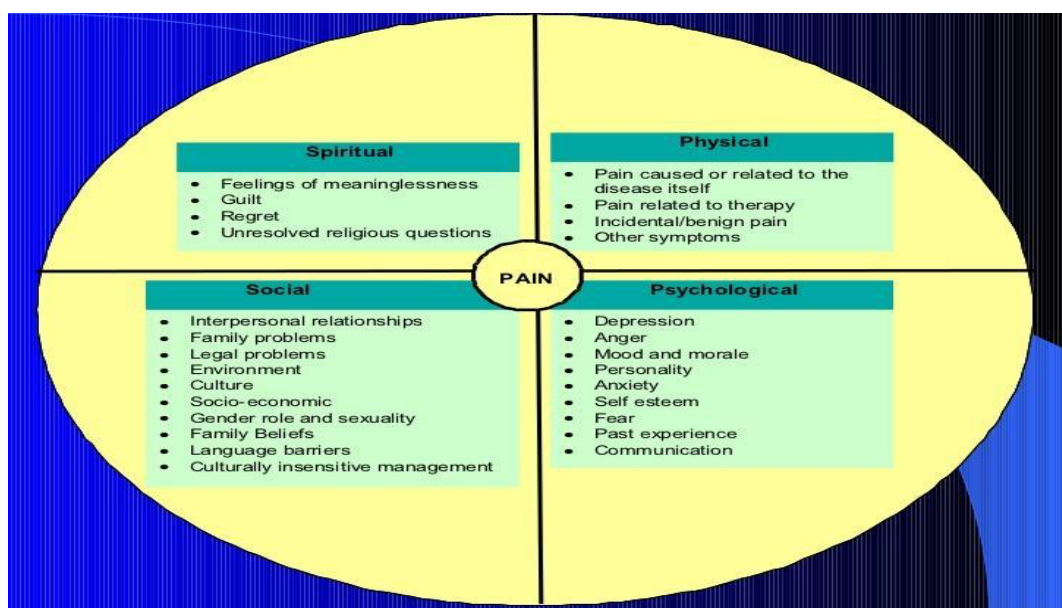 Spiritual
• Feelings of meaninglessness
• Guilt
• Regret
• Unresolved religious questions
Physical
• Pain caused or related to the
disease itself
• Pain related to therapy
• Incidental/benign pain
• Other symptoms
PAIN
Social
• Interpersonal relationships
• Family problems
• Legal problems
• Environment
• Culture
• Socio-economic
• Gender role and sexuality
• Family Beliefs
• Language barriers
• Culturally insensitive management
Psychological
• Depression
• Anger
• Mood and morale
• Personality
• Anxiety
• Self esteem
• Fear
• Past experience
• Communication